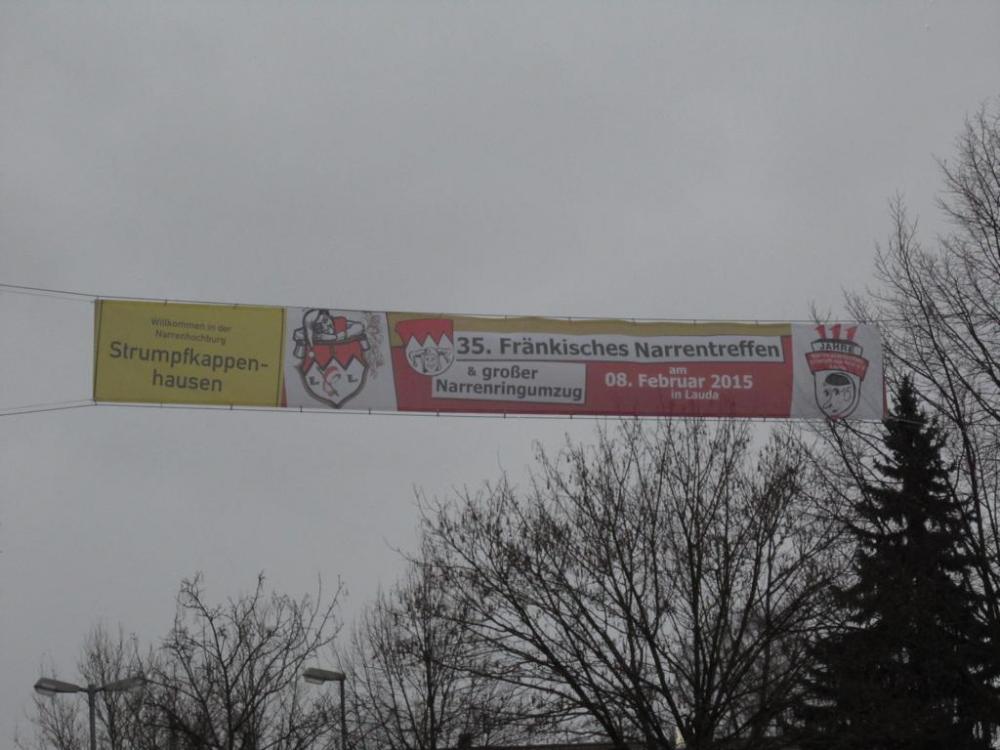 Willkommen in der
Narrenhochburg
Strumpfkappen-
hausen
35. Fränkisches Narrentreffen
& großer
Narrenringumzug
am
08. Februar 2015
in Lauda
111
JAHRE